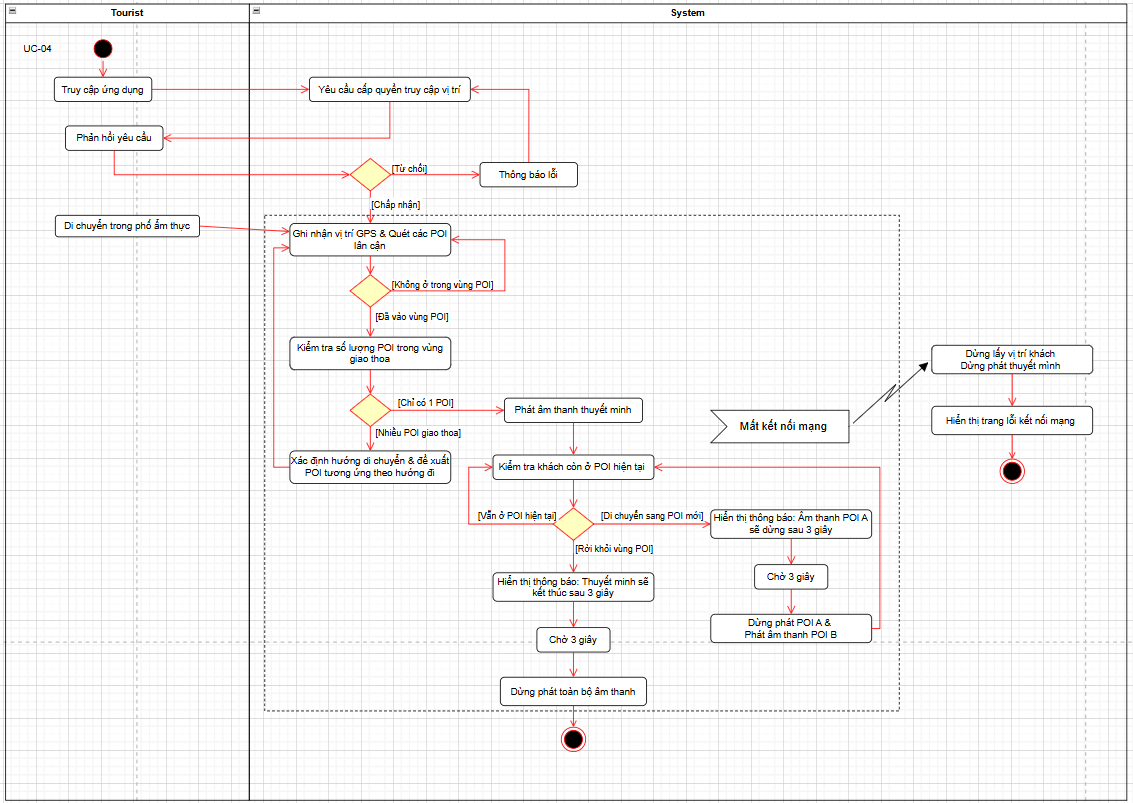 Tourist
System
UC-04
Truy cập ứng dụng
Yêu cầu cấp quyền truy cập vị trí
Phản hồi yêu cầu
[Từ chối]
Thông báo lỗi
[Chấp nhận]
Di chuyển trong phố ẩm thực
Ghi nhận vị trí GPS & Quét các POI
lân cận
[Không ở trong vùng POI]
[Đã vào vùng POI]
Kiểm tra số lượng POI trong vùng
giao thoa
Dừng lấy vị trí khách
Dừng phát thuyết mình
[Chỉ có 1 POI]
Phát âm thanh thuyết minh
Mất kết nối mạng
Hiển thị trang lỗi kết nối mạng
[Nhiều POI giao thoa]
Xác định hướng di chuyển & đề xuất
POI tương ứng theo hướng đi
Kiểm tra khách còn ở POI hiện tại
[Vẫn ở POI hiện tại]
[Di chuyển sang POI mới]
Hiển thị thông báo: Âm thanh POI A
sẽ dừng sau 3 giây
[Rời khỏi vùng POI]
Hiển thị thông báo: Thuyết minh sẽ
kết thúc sau 3 giây
Chờ 3 giây
Dừng phát POI A &
Phát âm thanh POI B
Chờ 3 giây
Dừng phát toàn bộ âm thanh